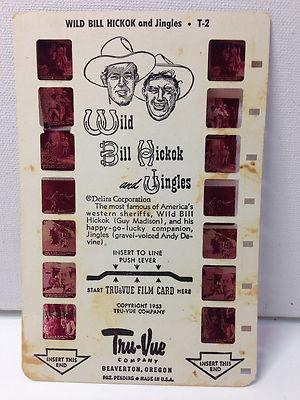 WILD BILL HICKOK and Jingles • T-2
Wild
Bill Hickok
and Jingles
©Delira Corporation
The most famous of America's
western sheriffs, Wild Bill
Hickok (Guy Madison), and his
happy-go-lucky companion,
Jingles (gravel-voiced Andy De-
vine).
INSERT TO LINE
PUSH LEVER
START TRU-VUE FILM CARD HERE
COPYRIGHT 1953
TRU-VUE COMPANY
Tru-Vue
COMPANY
BEAVERTON, OREGON
PAT. PENDING • MADE IN U.S.A.
INSERT THIS
END
INSERT THIS
END